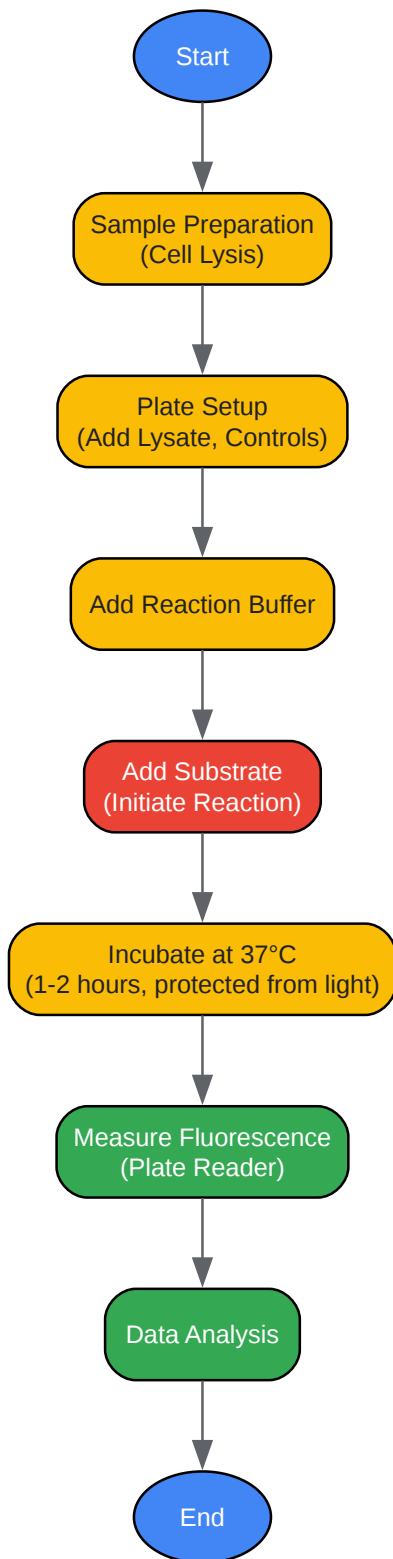 Start
Sample Preparation
(Cell Lysis)
Plate Setup
(Add Lysate, Controls)
Add Reaction Buffer
Add Substrate
(Initiate Reaction)
Incubate at 37°C
(1-2 hours, protected from light)
Measure Fluorescence
(Plate Reader)
Data Analysis
End